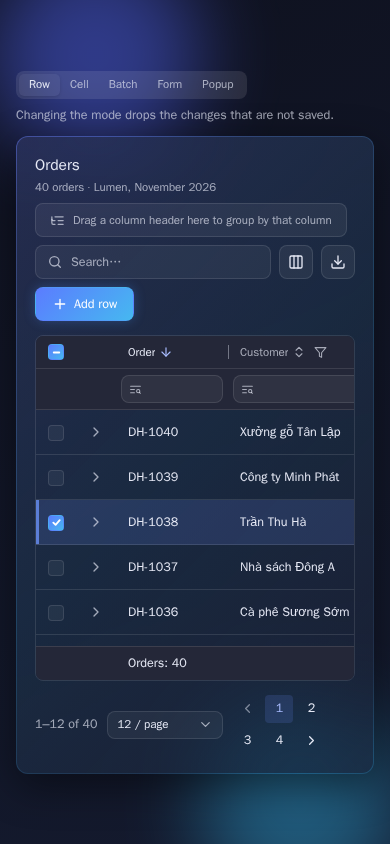 Row Cell Batch Form Popup
Changing the mode drops the changes that are not saved.
Orders
40 orders · Lumen, November 2026
Drag a column header here to group by that column
Search···
Add row
Order Customer
DH-1040 Xưởng gỗ Tân Lập
DH-1039 Công ty Minh Phát
DH-1038 Trần Thu Hà
DH-1037 Nhà sách Đông A
DH-1036 Cà phê Sương Sớm
Orders: 40
1–12 of 40 12 / page 1 2
3 4